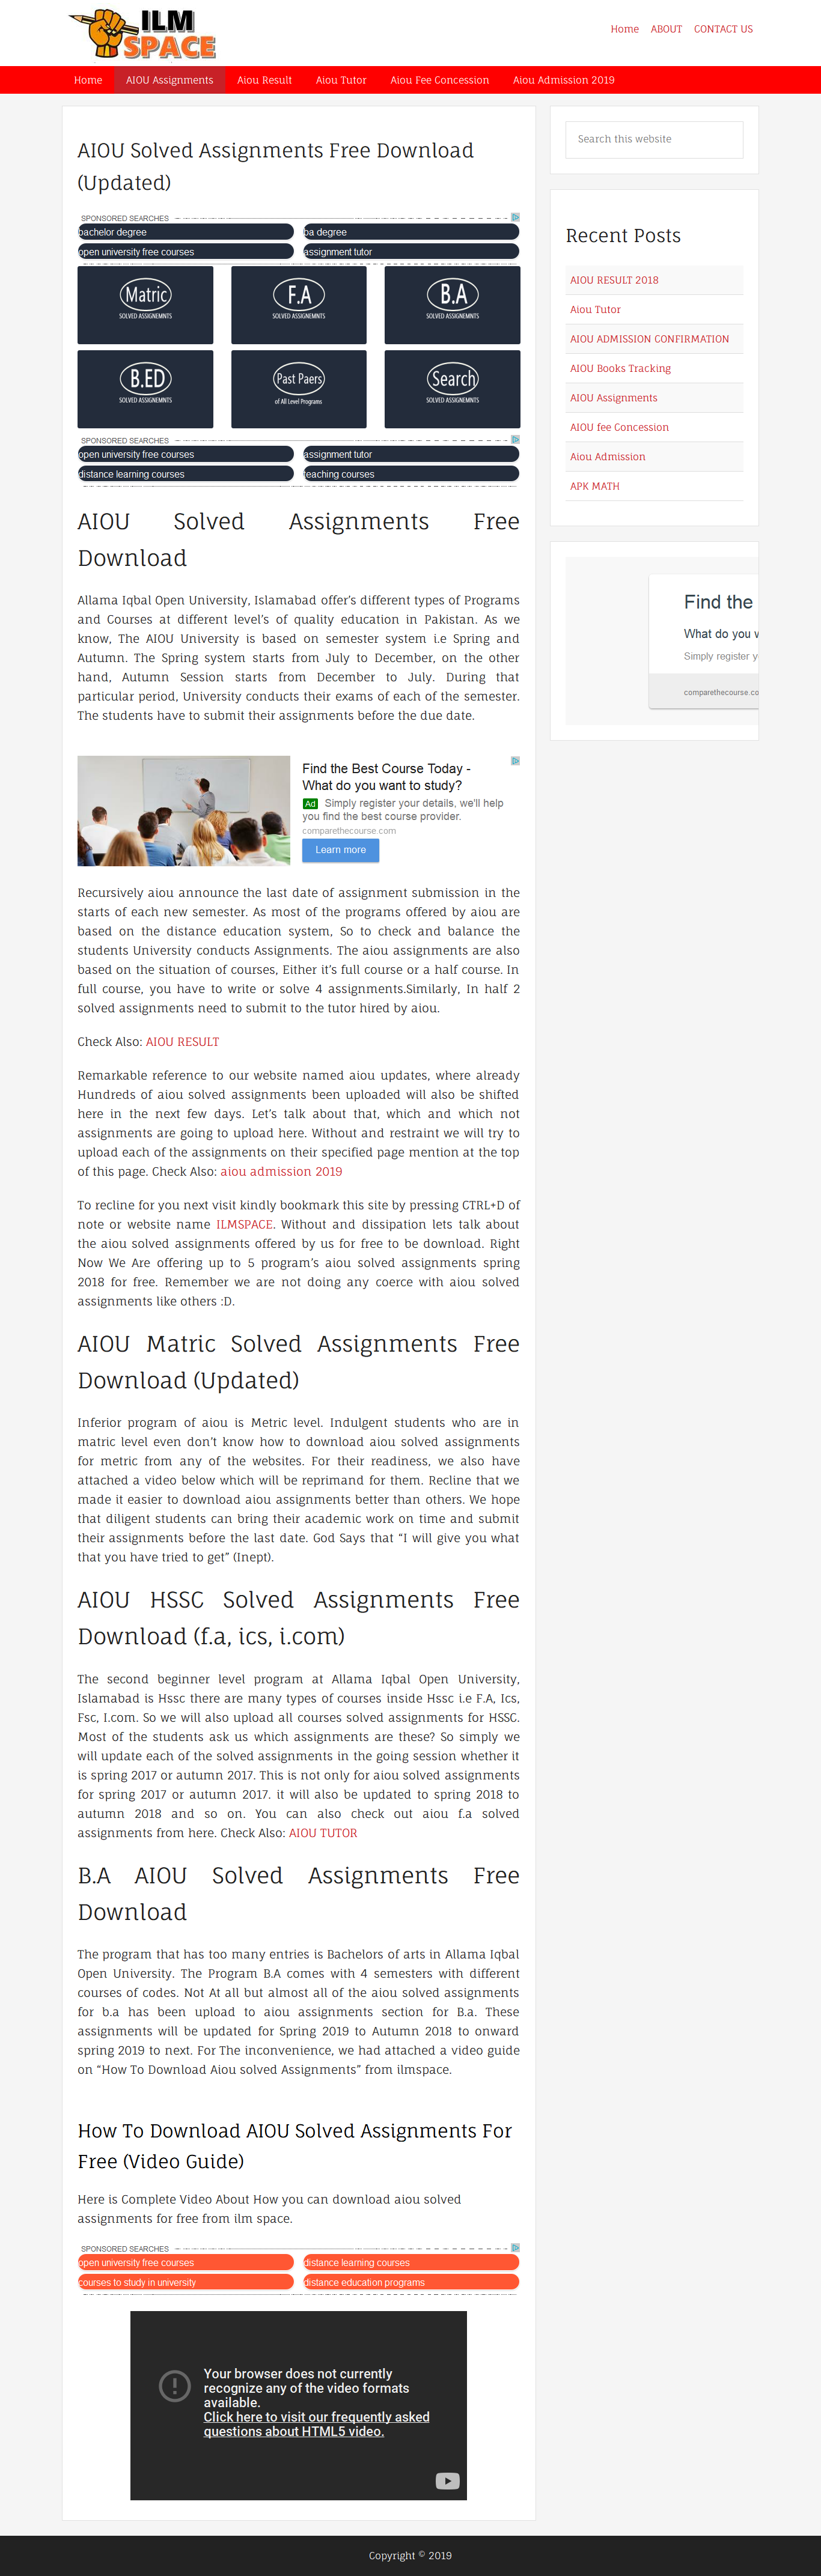 ILM
SPACE
Home ABOUT CONTACT US
Home AIOU Assignments Aiou Result Aiou Tutor Aiou Fee Concession Aiou Admission 2019
AIOU Solved Assignments Free Download
(Updated)
SPONSORED SEARCHES
bachelor degree ba degree
open university free courses assignment tutor
Matric
SOLVED ASSIGNEMNTS
F.A
SOLVED ASSIGNEMNTS
B.A
SOLVED ASSIGNEMNTS
B.ED
SOLVED ASSIGNEMNTS
Past Paers
of All Level Programs
Search
SOLVED ASSIGNEMNTS
SPONSORED SEARCHES
open university free courses assignment tutor
distance learning courses teaching courses
AIOU Solved Assignments Free
Download
Allama Iqbal Open University, Islamabad offer's different types of Programs
and Courses at different level's of quality education in Pakistan. As we
know, The AIOU University is based on semester system i.e Spring and
Autumn. The Spring system starts from July to December, on the other
hand, Autumn Session starts from December to July. During that
particular period, University conducts their exams of each of the semester.
The students have to submit their assignments before the due date.
Find the Best Course Today -
What do you want to study?
Ad Simply register your details, we'll help
you find the best course provider.
comparethecourse.com
Learn more
Recursively aiou announce the last date of assignment submission in the
starts of each new semester. As most of the programs offered by aiou are
based on the distance education system, So to check and balance the
students University conducts Assignments. The aiou assignments are also
based on the situation of courses, Either it's full course or a half course. In
full course, you have to write or solve 4 assignments.Similarly, In half 2
solved assignments need to submit to the tutor hired by aiou.
Check Also: AIOU RESULT
Remarkable reference to our website named aiou updates, where already
Hundreds of aiou solved assignments been uploaded will also be shifted
here in the next few days. Let's talk about that, which and which not
assignments are going to upload here. Without and restraint we will try to
upload each of the assignments on their specified page mention at the top
of this page. Check Also: aiou admission 2019
To recline for you next visit kindly bookmark this site by pressing CTRL+D of
note or website name ILMSPACE. Without and dissipation lets talk about
the aiou solved assignments offered by us for free to be download. Right
Now We Are offering up to 5 program's aiou solved assignments spring
2018 for free. Remember we are not doing any coerce with aiou solved
assignments like others :D.
AIOU Matric Solved Assignments Free
Download (Updated)
Inferior program of aiou is Metric level. Indulgent students who are in
matric level even don't know how to download aiou solved assignments
for metric from any of the websites. For their readiness, we also have
attached a video below which will be reprimand for them. Recline that we
made it easier to download aiou assignments better than others. We hope
that diligent students can bring their academic work on time and submit
their assignments before the last date. God Says that “I will give you what
that you have tried to get” (Inept).
AIOU HSSC Solved Assignments Free
Download (f.a, ics, i.com)
The second beginner level program at Allama Iqbal Open University,
Islamabad is Hssc there are many types of courses inside Hssc i.e F.A, Ics,
Fsc, I.com. So we will also upload all courses solved assignments for HSSC.
Most of the students ask us which assignments are these? So simply we
will update each of the solved assignments in the going session whether it
is spring 2017 or autumn 2017. This is not only for aiou solved assignments
for spring 2017 or autumn 2017. it will also be updated to spring 2018 to
autumn 2018 and so on. You can also check out aiou f.a solved
assignments from here. Check Also: AIOU TUTOR
B.A AIOU Solved Assignments Free
Download
The program that has too many entries is Bachelors of arts in Allama Iqbal
Open University. The Program B.A comes with 4 semesters with different
courses of codes. Not At all but almost all of the aiou solved assignments
for b.a has been upload to aiou assignments section for B.a. These
assignments will be updated for Spring 2019 to Autumn 2018 to onward
spring 2019 to next. For The inconvenience, we had attached a video guide
on “How To Download Aiou solved Assignments” from ilmspace.
How To Download AIOU Solved Assignments For
Free (Video Guide)
Here is Complete Video About How you can download aiou solved
assignments for free from ilm space.
SPONSORED SEARCHES
open university free courses distance learning courses
courses to study in university distance education programs
Your browser does not currently
recognize any of the video formats
available.
Click here to visit our frequently asked
questions about HTML5 video.
Search this website
Recent Posts
AIOU RESULT 2018
Aiou Tutor
AIOU ADMISSION CONFIRMATION
AIOU Books Tracking
AIOU Assignments
AIOU fee Concession
Aiou Admission
APK MATH
Find the
What do you w
Simply register y
comparethecourse.co
Copyright © 2019